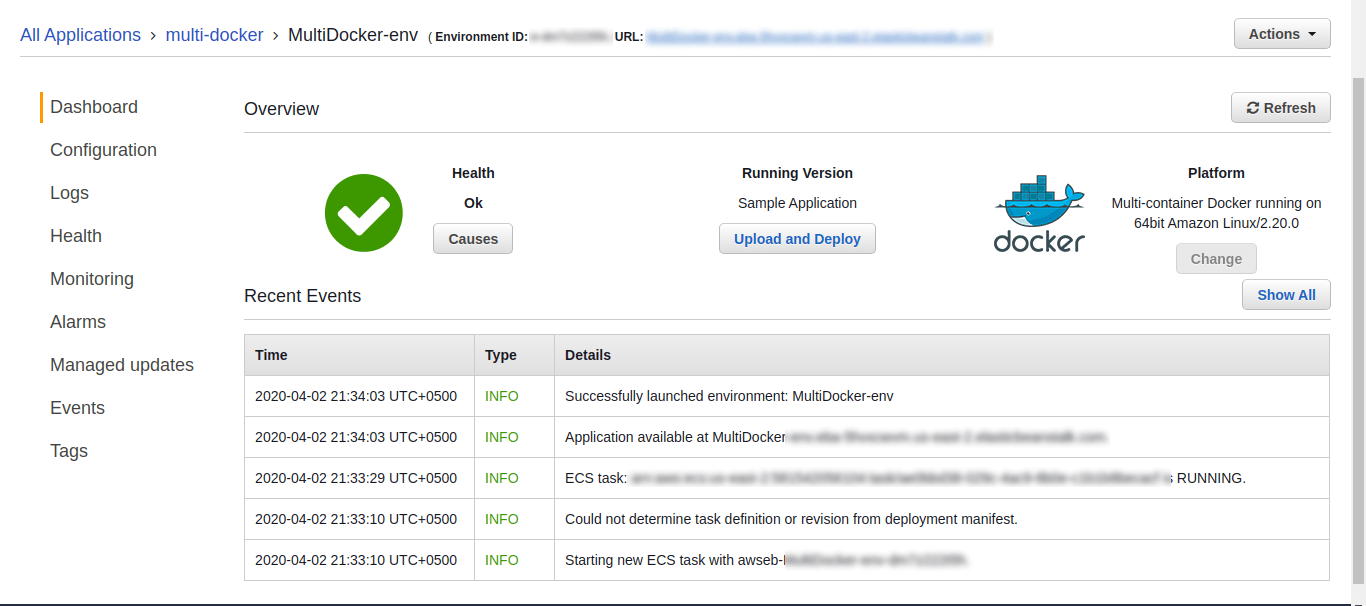 All Applications › multi-docker › MultiDocker-env ( Environment ID: URL: )
Actions
Dashboard
Configuration
Logs
Health
Monitoring
Alarms
Managed updates
Events
Tags
Overview
Refresh
Health
Ok
Causes
Running Version
Sample Application
Upload and Deploy
docker
Platform
Multi-container Docker running on
64bit Amazon Linux/2.20.0
Change
Recent Events
Show All
Time Type Details
2020-04-02 21:34:03 UTC+0500 INFO Successfully launched environment: MultiDocker-env
2020-04-02 21:34:03 UTC+0500 INFO Application available at MultiDocker
2020-04-02 21:33:29 UTC+0500 INFO ECS task: RUNNING.
2020-04-02 21:33:10 UTC+0500 INFO Could not determine task definition or revision from deployment manifest.
2020-04-02 21:33:10 UTC+0500 INFO Starting new ECS task with awseb-